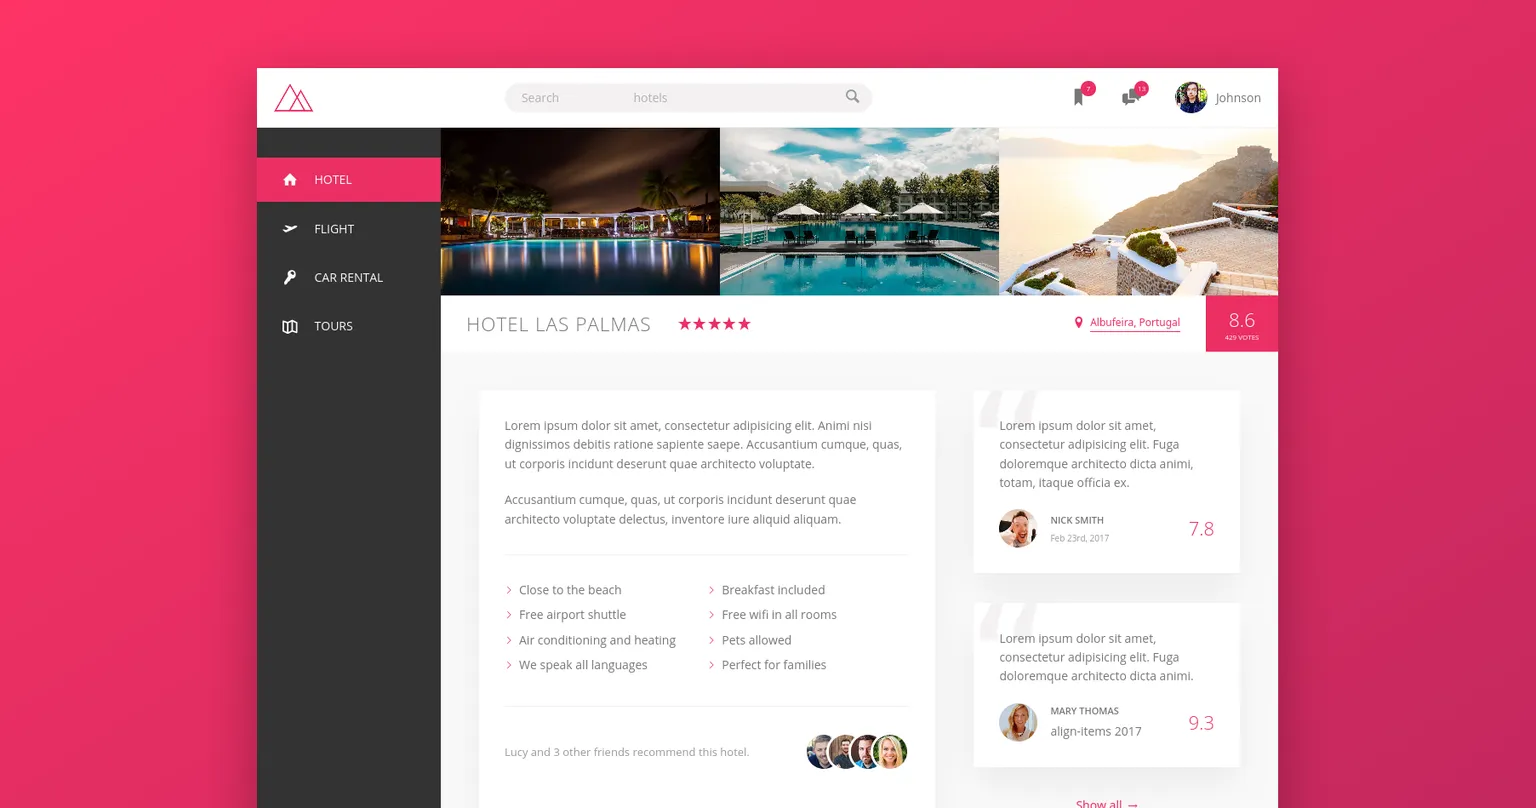 Search hotels
7
13
Johnson
HOTEL
FLIGHT
CAR RENTAL
TOURS
HOTEL LAS PALMAS
Albufeira, Portugal
8.6
429 VOTES
Lorem ipsum dolor sit amet, consectetur adipisicing elit. Animi nisi
dignissimos debitis ratione sapiente saepe. Accusantium cumque, quas,
ut corporis incidunt deserunt quae architecto voluptate.
Accusantium cumque, quas, ut corporis incidunt deserunt quae
architecto voluptate delectus, inventore iure aliquid aliquam.
Close to the beach
Free airport shuttle
Air conditioning and heating
We speak all languages
Breakfast included
Free wifi in all rooms
Pets allowed
Perfect for families
Lucy and 3 other friends recommend this hotel.
“
Lorem ipsum dolor sit amet,
consectetur adipisicing elit. Fuga
doloremque architecto dicta animi,
totam, itaque officia ex.
NICK SMITH
Feb 23rd, 2017
7.8
“
Lorem ipsum dolor sit amet,
consectetur adipisicing elit. Fuga
doloremque architecto dicta animi.
MARY THOMAS
align-items 2017
9.3
Show all →